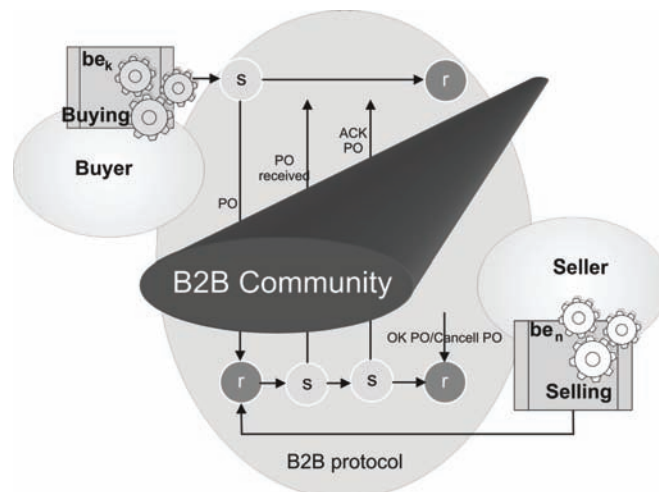 be k
s
r
Buying
ACK
PO
Buyer
PO
received
PO
B2B Community
Seller
OK PO/Cancell PO
be n
r
s
s
r
Selling
B2B protocol